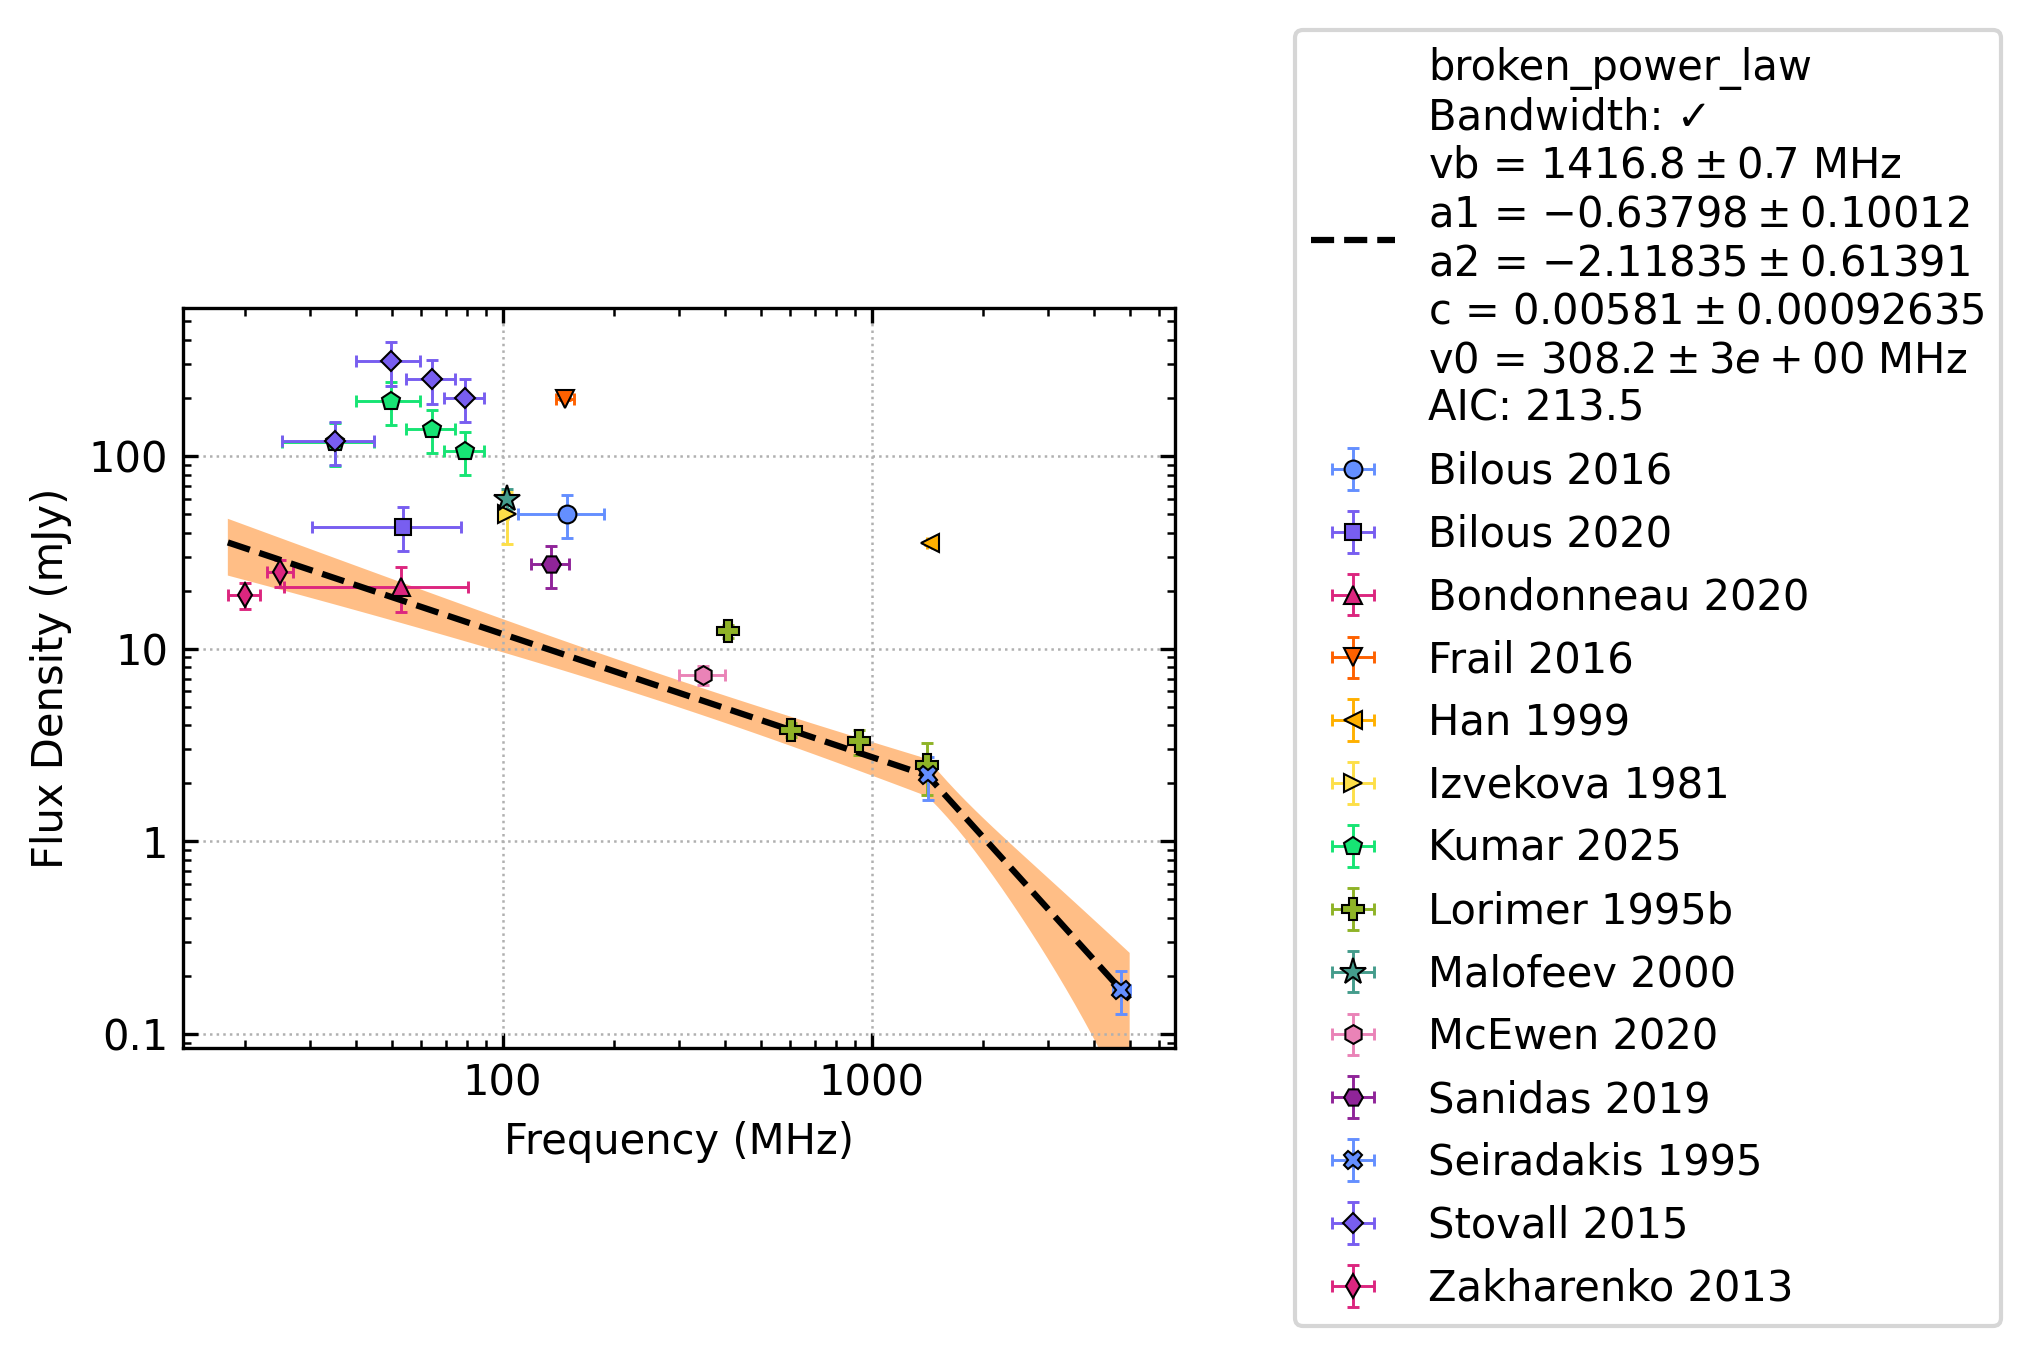 broken_power_law
Bandwidth: ✓
vb = 1416.8 ± 0.7 MHz
a1 = −0.63798 ± 0.10012
a2 = −2.11835 ± 0.61391
c = 0.00581 ± 0.00092635
v0 = 308.2 ± 3e + 00 MHz
AIC: 213.5
Bilous 2016
Bilous 2020
Bondonneau 2020
Frail 2016
Han 1999
Izvekova 1981
Kumar 2025
Lorimer 1995b
Malofeev 2000
McEwen 2020
Sanidas 2019
Seiradakis 1995
Stovall 2015
Zakharenko 2013
Flux Density (mJy)
100
10
1
0.1
100
1000
Frequency (MHz)